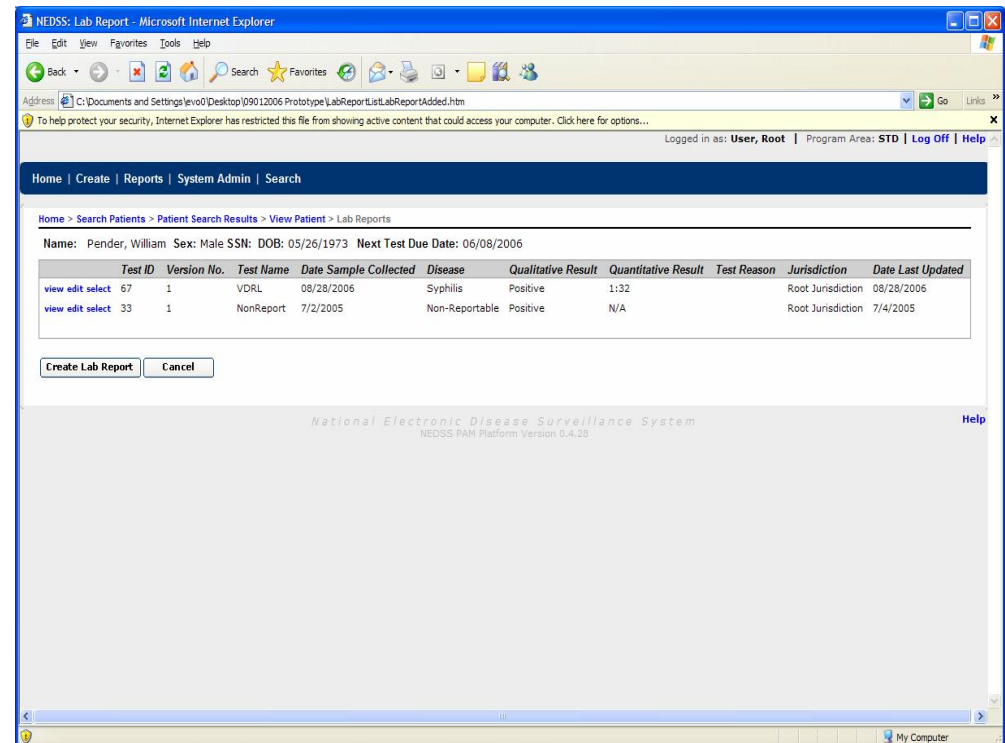 NEDSS: Lab Report - Microsoft Internet Explorer
File Edit View Favorites Tools Help
Back Search Favorites
Address C:\Documents and Settings\evo0\Desktop\09012006 Prototype\LabReportListLabReportAdded.htm Go Links »
To help protect your security, Internet Explorer has restricted this file from showing active content that could access your computer. Click here for options...
Logged in as: User, Root | Program Area: STD | Log Off | Help
Home | Create | Reports | System Admin | Search
Home > Search Patients > Patient Search Results > View Patient > Lab Reports
Name: Pender, William Sex: Male SSN: DOB: 05/26/1973 Next Test Due Date: 06/08/2006
Test ID Version No. Test Name Date Sample Collected Disease Qualitative Result Quantitative Result Test Reason Jurisdiction Date Last Updated
view edit select 67 1 VDRL 08/28/2006 Syphilis Positive 1:32 Root Jurisdiction 08/28/2006
view edit select 33 1 NonReport 7/2/2005 Non-Reportable Positive N/A Root Jurisdiction 7/4/2005
Create Lab Report Cancel
National Electronic Disease Surveillance System Help
NEDSS PAM Platform Version 0.4.28
My Computer